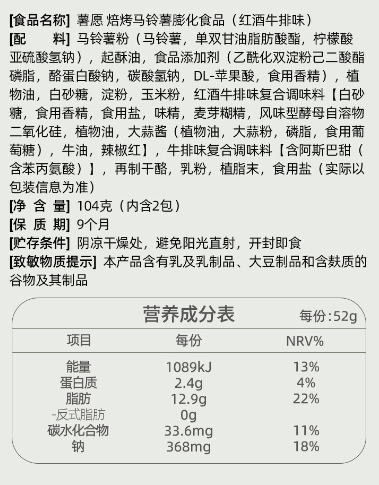 [食品名称] 薯愿 焙烤马铃薯膨化食品（红酒牛排味）
[配 料] 马铃薯粉（马铃薯，单双甘油脂肪酸酯，柠檬酸
亚硫酸氢钠），起酥油，食品添加剂（乙酰化双淀粉己二酸酯
磷脂，酪蛋白酸钠，碳酸氢钠，DL-苹果酸，食用香精），植
物油，白砂糖，淀粉，玉米粉，红酒牛排味复合调味料【白砂
糖，食用香精，食用盐，味精，麦芽糊精，风味型酵母自溶物
二氧化硅，植物油，大蒜酱（植物油，大蒜粉，磷脂，食用葡
萄糖），牛油，辣椒红】，牛排味复合调味料【含阿斯巴甜（
含苯丙氨酸）】，再制干酪，乳粉，植脂末，食用盐（实际以
包装信息为准）
[净 含 量] 104克（内含2包）
[保 质 期] 9个月
[贮存条件] 阴凉干燥处，避免阳光直射，开封即食
[致敏物质提示] 本产品含有乳及乳制品、大豆制品和含麸质的
谷物及其制品
营养成分表 每份:52g
项目 每份 NRV%
能量 1089kJ 13%
蛋白质 2.4g 4%
脂肪 12.9g 22%
-反式脂肪 0g
碳水化合物 33.6mg 11%
钠 368mg 18%